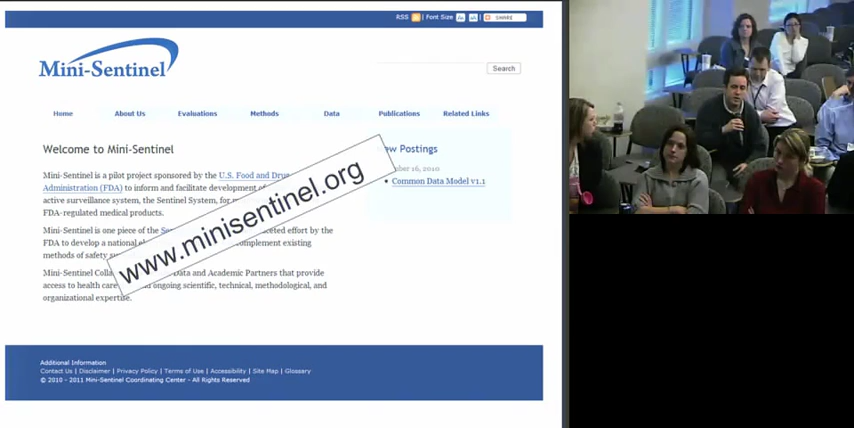 RSS | Font Size | SHARE
Mini-Sentinel
Search
Home About Us Evaluations Methods Data Publications Related Links
Welcome to Mini-Sentinel
Mini-Sentinel is a pilot project sponsored by the U.S. Food and Drug
Administration (FDA) to inform and facilitate development of
active surveillance system, the Sentinel System, for
FDA-regulated medical products.
Mini-Sentinel is one piece of the faceted effort by the
FDA to develop a national complement existing
methods of safety
Mini-Sentinel Data and Academic Partners that provide
access to health care ongoing scientific, technical, methodological, and
organizational expertise.
www.minisentinel.org
Postings
16, 2010
Common Data Model v1.1
Additional Information
Contact Us | Disclaimer | Privacy Policy | Terms of Use | Accessibility | Site Map | Glossary
© 2010 - 2011 Mini-Sentinel Coordinating Center - All Rights Reserved